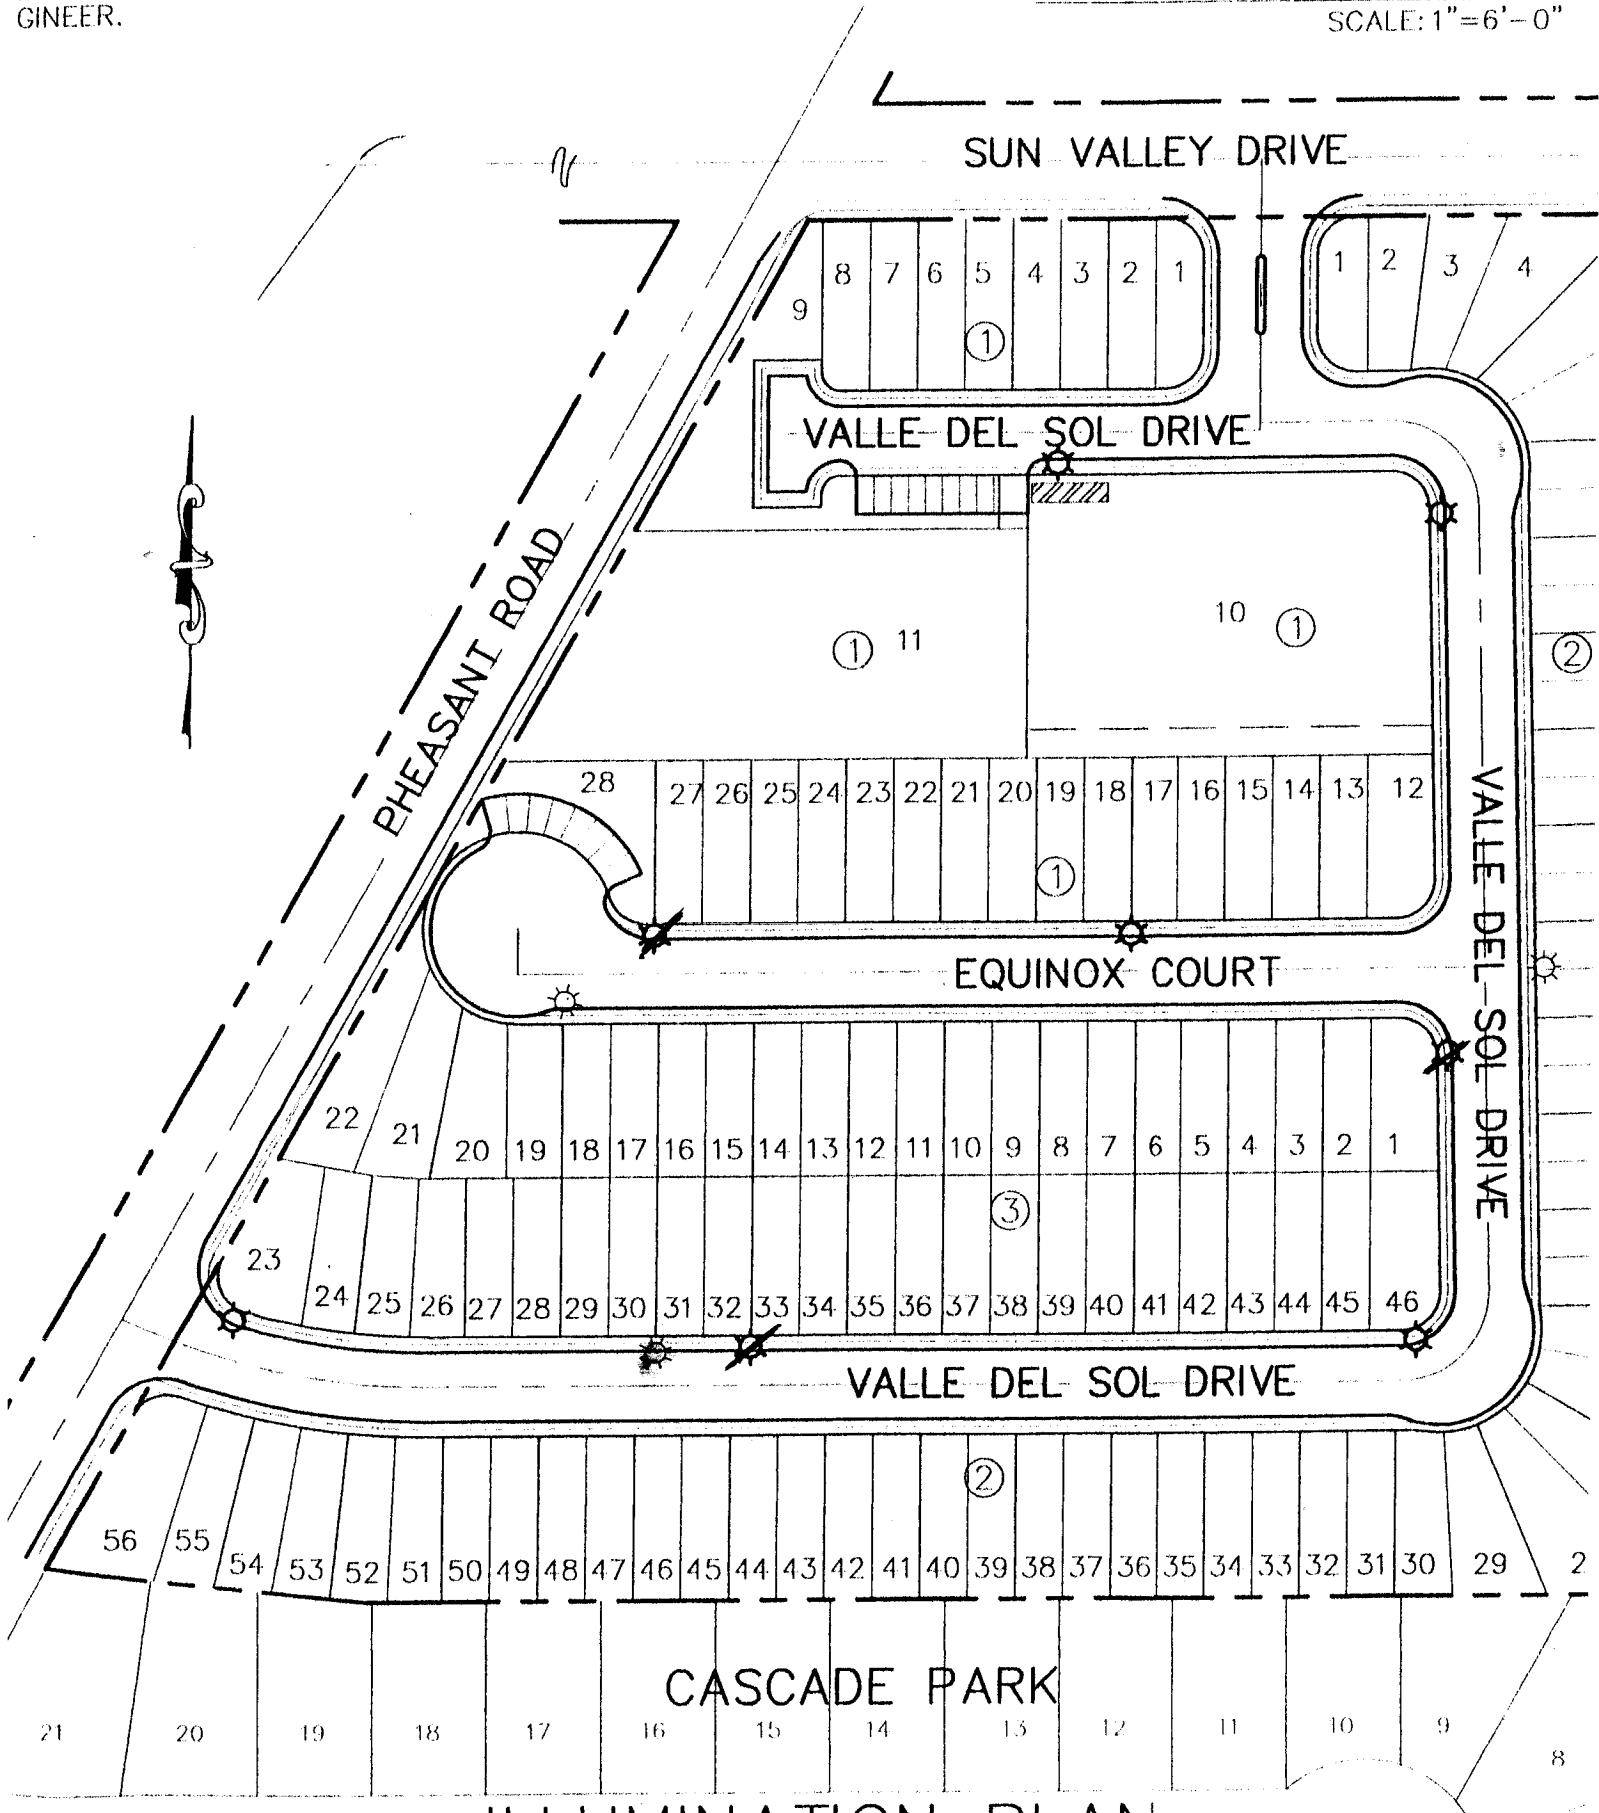 GINEER.
SCALE: 1"=6'-0"
SUN VALLEY DRIVE
8 7 6 5 4 3 2 1
1 2 3 4
9
1
VALLE DEL SOL DRIVE
PHEASANT ROAD
10 1
1 11
2
28 27 26 25 24 23 22 21 20 19 18 17 16 15 14 13 12
1
VALLE DEL SOL DRIVE
EQUINOX COURT
22 21 20 19 18 17 16 15 14 13 12 11 10 9 8 7 6 5 4 3 2 1
3
23 24 25 26 27 28 29 30 31 32 33 34 35 36 37 38 39 40 41 42 43 44 45 46
VALLE DEL SOL DRIVE
2
56 55 54 53 52 51 50 49 48 47 46 45 44 43 42 41 40 39 38 37 36 35 34 33 32 31 30 29 2
CASCADE PARK
21 20 19 18 17 16 15 14 13 12 11 10 9 8
ILLUMINATION PLAN